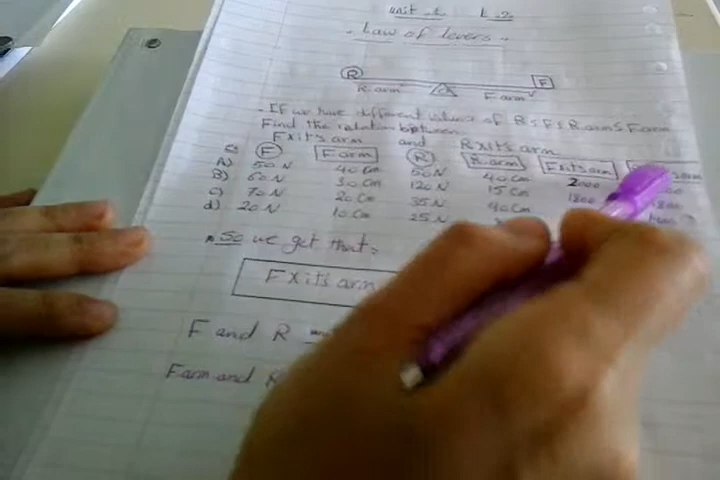 unit - 1 L-2
Law of levers
R F
R.arm F.arm
- If we have different values of R & F & R.arm & F.arm
Find the relation between
F x its arm and R x its arm
F F.arm R R.arm F x its arm
A) 50 N 40 Cm 50 N 40 Cm 2000
B) 60 N 30 Cm 120 N 15 Cm 1800 1800
C) 70 N 20 Cm 35 N 40 Cm
d) 20 N 10 Cm 25 N
So we get that:
F x its arm
F and R
F.arm and